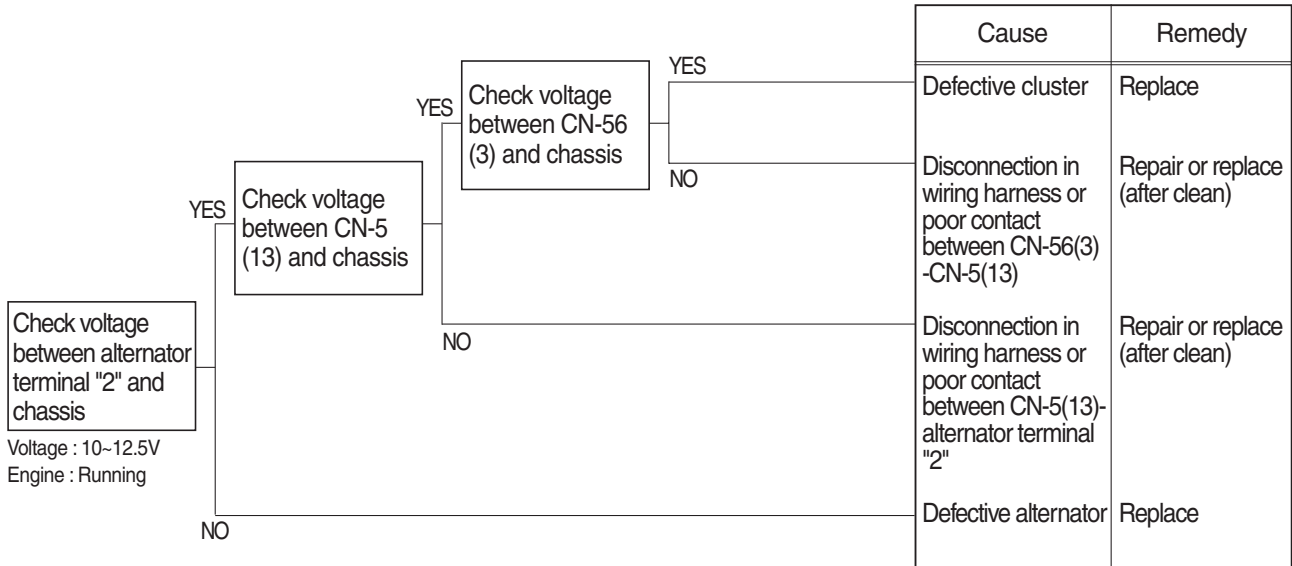 Cause
Remedy
YES
Defective cluster
Replace
Check voltage
between CN-56
(3) and chassis
YES
NO
Disconnection in
wiring harness or
poor contact
between CN-56(3)
-CN-5(13)
Repair or replace
(after clean)
Check voltage
between CN-5
(13) and chassis
YES
NO
Disconnection in
wiring harness or
poor contact
between CN-5(13)-
alternator terminal
"2"
Repair or replace
(after clean)
Check voltage
between alternator
terminal "2" and
chassis
Voltage : 10~12.5V
Engine : Running
NO
Defective alternator
Replace